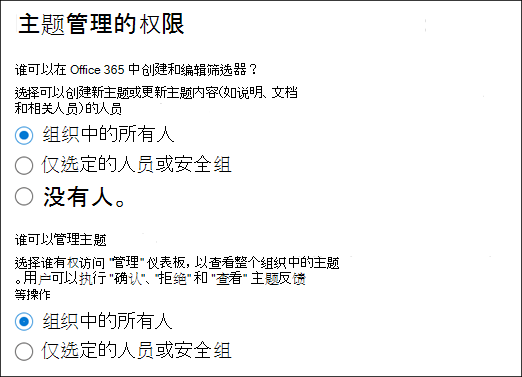 主题管理的权限
谁可以在 Office 365 中创建和编辑筛选器？
选择可以创建新主题或更新主题内容(如说明、文档
和相关人员)的人员
组织中的所有人
仅选定的人员或安全组
没有人。
谁可以管理主题
选择谁有权访问 "管理" 仪表板，以查看整个组织中的主题
。用户可以执行 "确认"、"拒绝" 和 "查看" 主题反馈
等操作
组织中的所有人
仅选定的人员或安全组